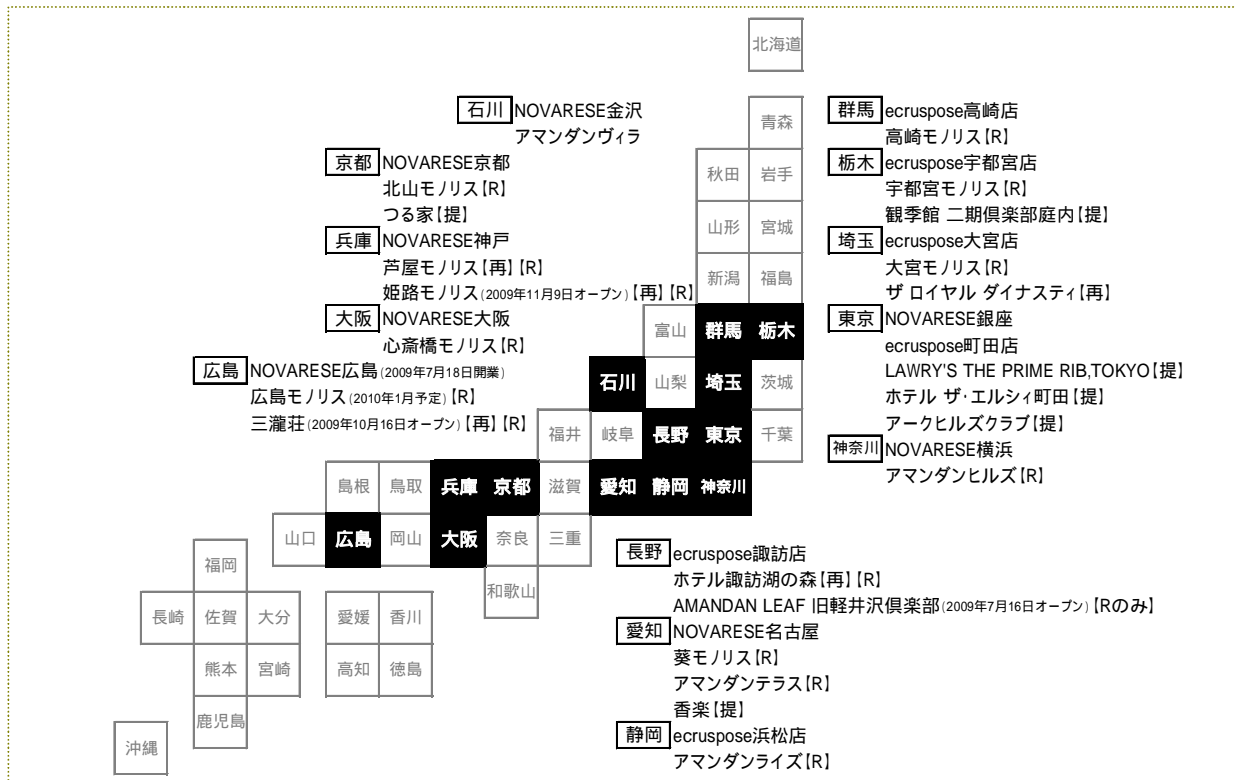 北海道
石川 NOVARESE金沢
アマンダンヴィラ
京都 NOVARESE京都
北山モノリス【R】
つる家【提】
兵庫 NOVARESE神戸
芦屋モノリス【再】【R】
姫路モノリス(2009年11月9日オープン)【再】【R】
大阪 NOVARESE大阪
心斎橋モノリス【R】
広島 NOVARESE広島(2009年7月18日開業)
広島モノリス(2010年1月予定)【R】
三瀧荘(2009年10月16日オープン)【再】【R】
群馬 ecruspose高崎店
高崎モノリス【R】
栃木 ecruspose宇都宮店
宇都宮モノリス【R】
観季館 二期倶楽部庭内【提】
埼玉 ecruspose大宮店
大宮モノリス【R】
ザ ロイヤル ダイナスティ【再】
東京 NOVARESE銀座
ecruspose町田店
LAWRY'S THE PRIME RIB,TOKYO【提】
ホテル ザ・エルシィ町田【提】
アークヒルズクラブ【提】
神奈川 NOVARESE横浜
アマンダンヒルズ【R】
青森
秋田 岩手
山形 宮城
新潟 福島
富山 群馬 栃木
石川 山梨 埼玉 茨城
福井 岐阜 長野 東京 千葉
島根 鳥取 兵庫 京都 滋賀 愛知 静岡 神奈川
山口 広島 岡山 大阪 奈良 三重
和歌山
福岡
長崎 佐賀 大分 愛媛 香川
熊本 宮崎 高知 徳島
鹿児島
沖縄
長野 ecruspose諏訪店
ホテル諏訪湖の森【再】【R】
AMANDAN LEAF 旧軽井沢倶楽部(2009年7月16日オープン)【Rのみ】
愛知 NOVARESE名古屋
葵モノリス【R】
アマンダンテラス【R】
香楽【提】
静岡 ecruspose浜松店
アマンダンライズ【R】